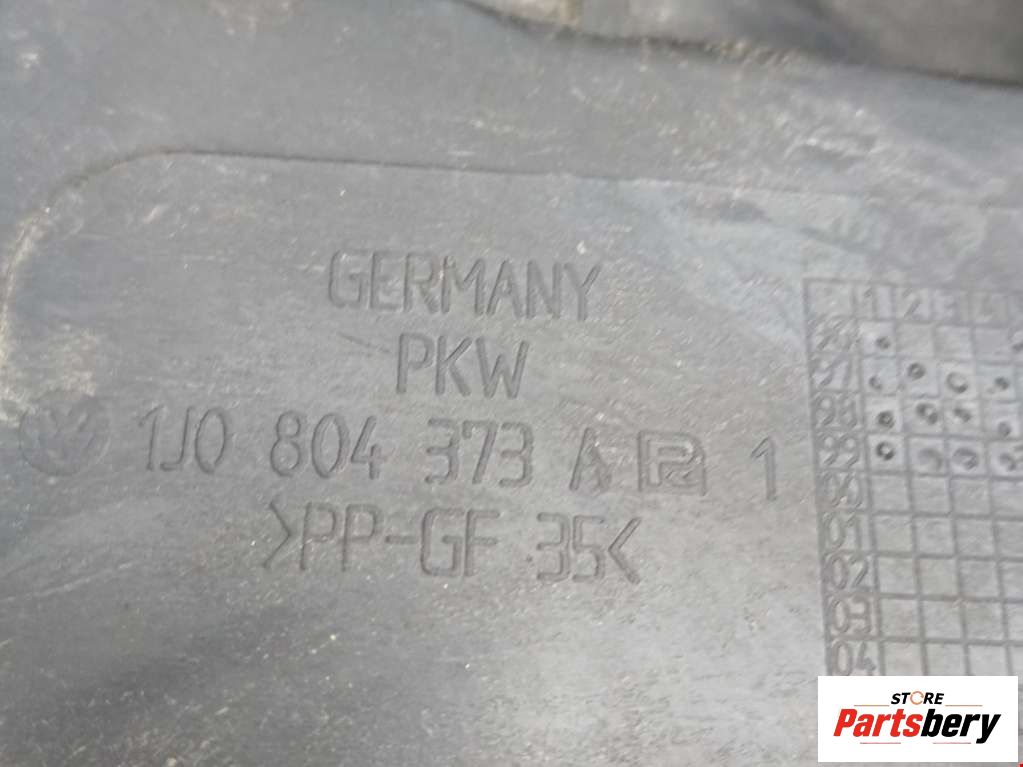 GERMANY
PKW
1J0 804 373 A R 1
>PP-GF 35<
1 2 3 4
96
97
98
99
00
01
02
03
04
STORE
Partsbery